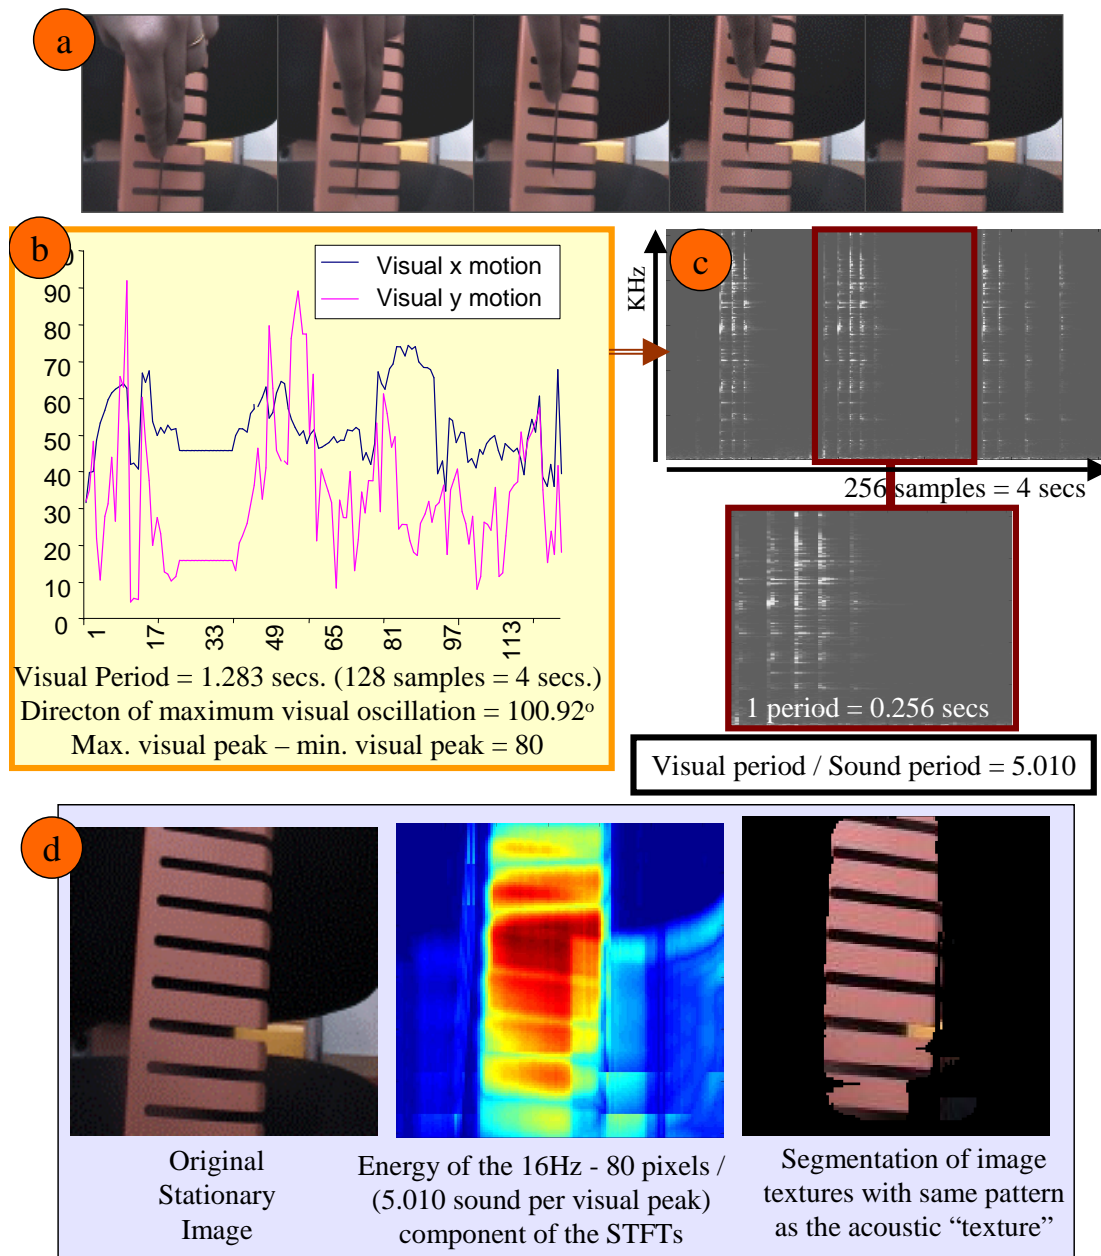 a
b
0
90
80
70
60
50
40
30
20
10
0
1
17
33
49
65
81
97
113
Visual x motion
Visual y motion
Visual Period = 1.283 secs. (128 samples = 4 secs.)
Directon of maximum visual oscillation = 100.92º
Max. visual peak – min. visual peak = 80
c
KHz
256 samples = 4 secs
1 period = 0.256 secs
Visual period / Sound period = 5.010
d
Original
Stationary
Image
Energy of the 16Hz - 80 pixels /
(5.010 sound per visual peak)
component of the STFTs
Segmentation of image
textures with same pattern
as the acoustic “texture”